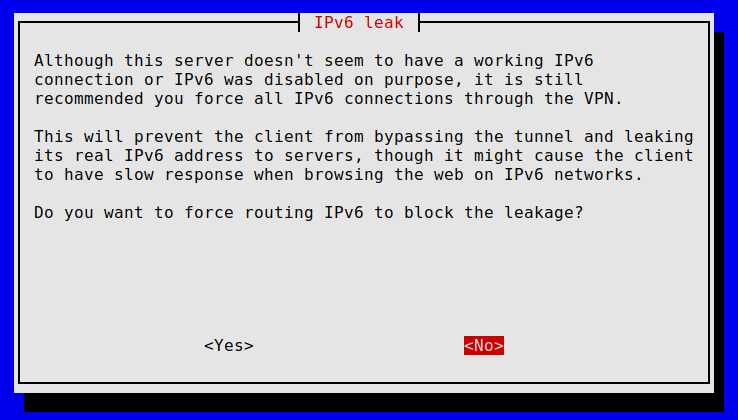 IPv6 leak
Although this server doesn't seem to have a working IPv6
connection or IPv6 was disabled on purpose, it is still
recommended you force all IPv6 connections through the VPN.
This will prevent the client from bypassing the tunnel and leaking
its real IPv6 address to servers, though it might cause the client
to have slow response when browsing the web on IPv6 networks.
Do you want to force routing IPv6 to block the leakage?
<Yes> <No>